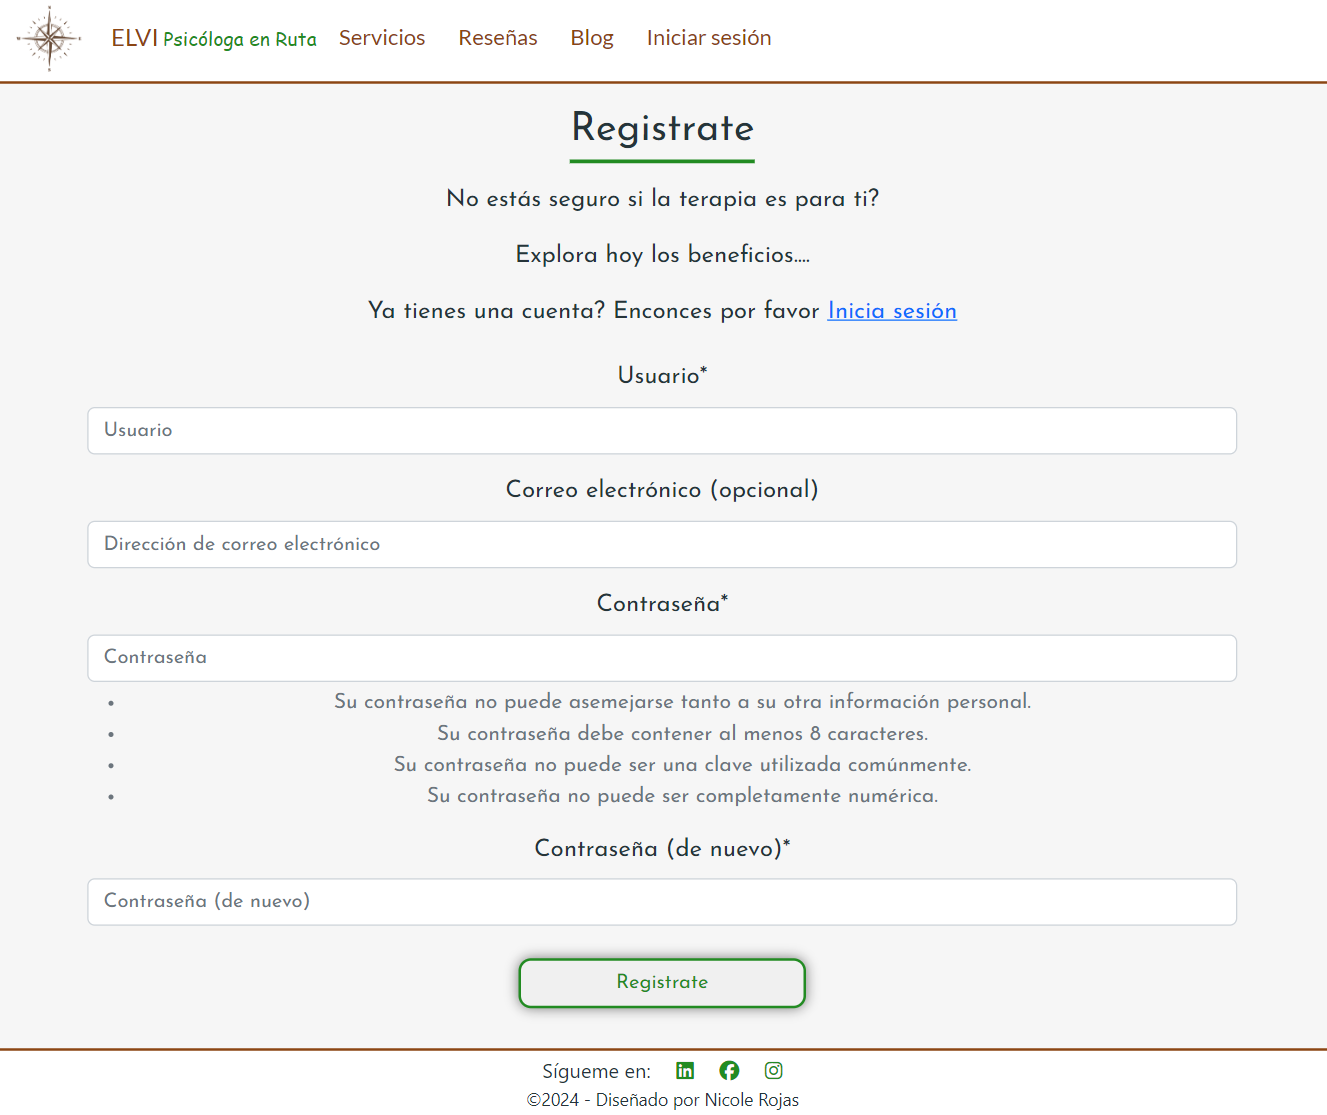 ELVI Psicóloga en Ruta Servicios Reseñas Blog Iniciar sesión
Registrate
No estás seguro si la terapia es para ti?
Explora hoy los beneficios....
Ya tienes una cuenta? Enconces por favor Inicia sesión
Usuario*
Usuario
Correo electrónico (opcional)
Dirección de correo electrónico
Contraseña*
Contraseña
• Su contraseña no puede asemejarse tanto a su otra información personal.
• Su contraseña debe contener al menos 8 caracteres.
• Su contraseña no puede ser una clave utilizada comúnmente.
• Su contraseña no puede ser completamente numérica.
Contraseña (de nuevo)*
Contraseña (de nuevo)
Registrate
Sígueme en:
©2024 - Diseñado por Nicole Rojas